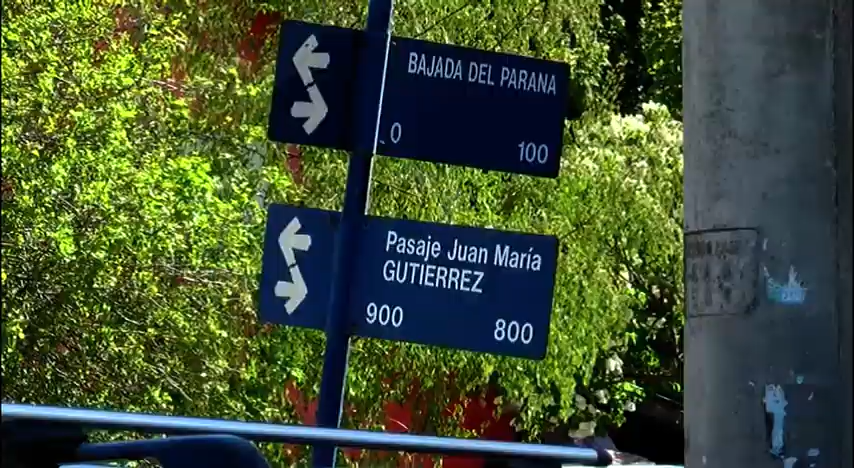 BAJADA DEL PARANA
0 100
Pasaje Juan María
GUTIERREZ
900 800